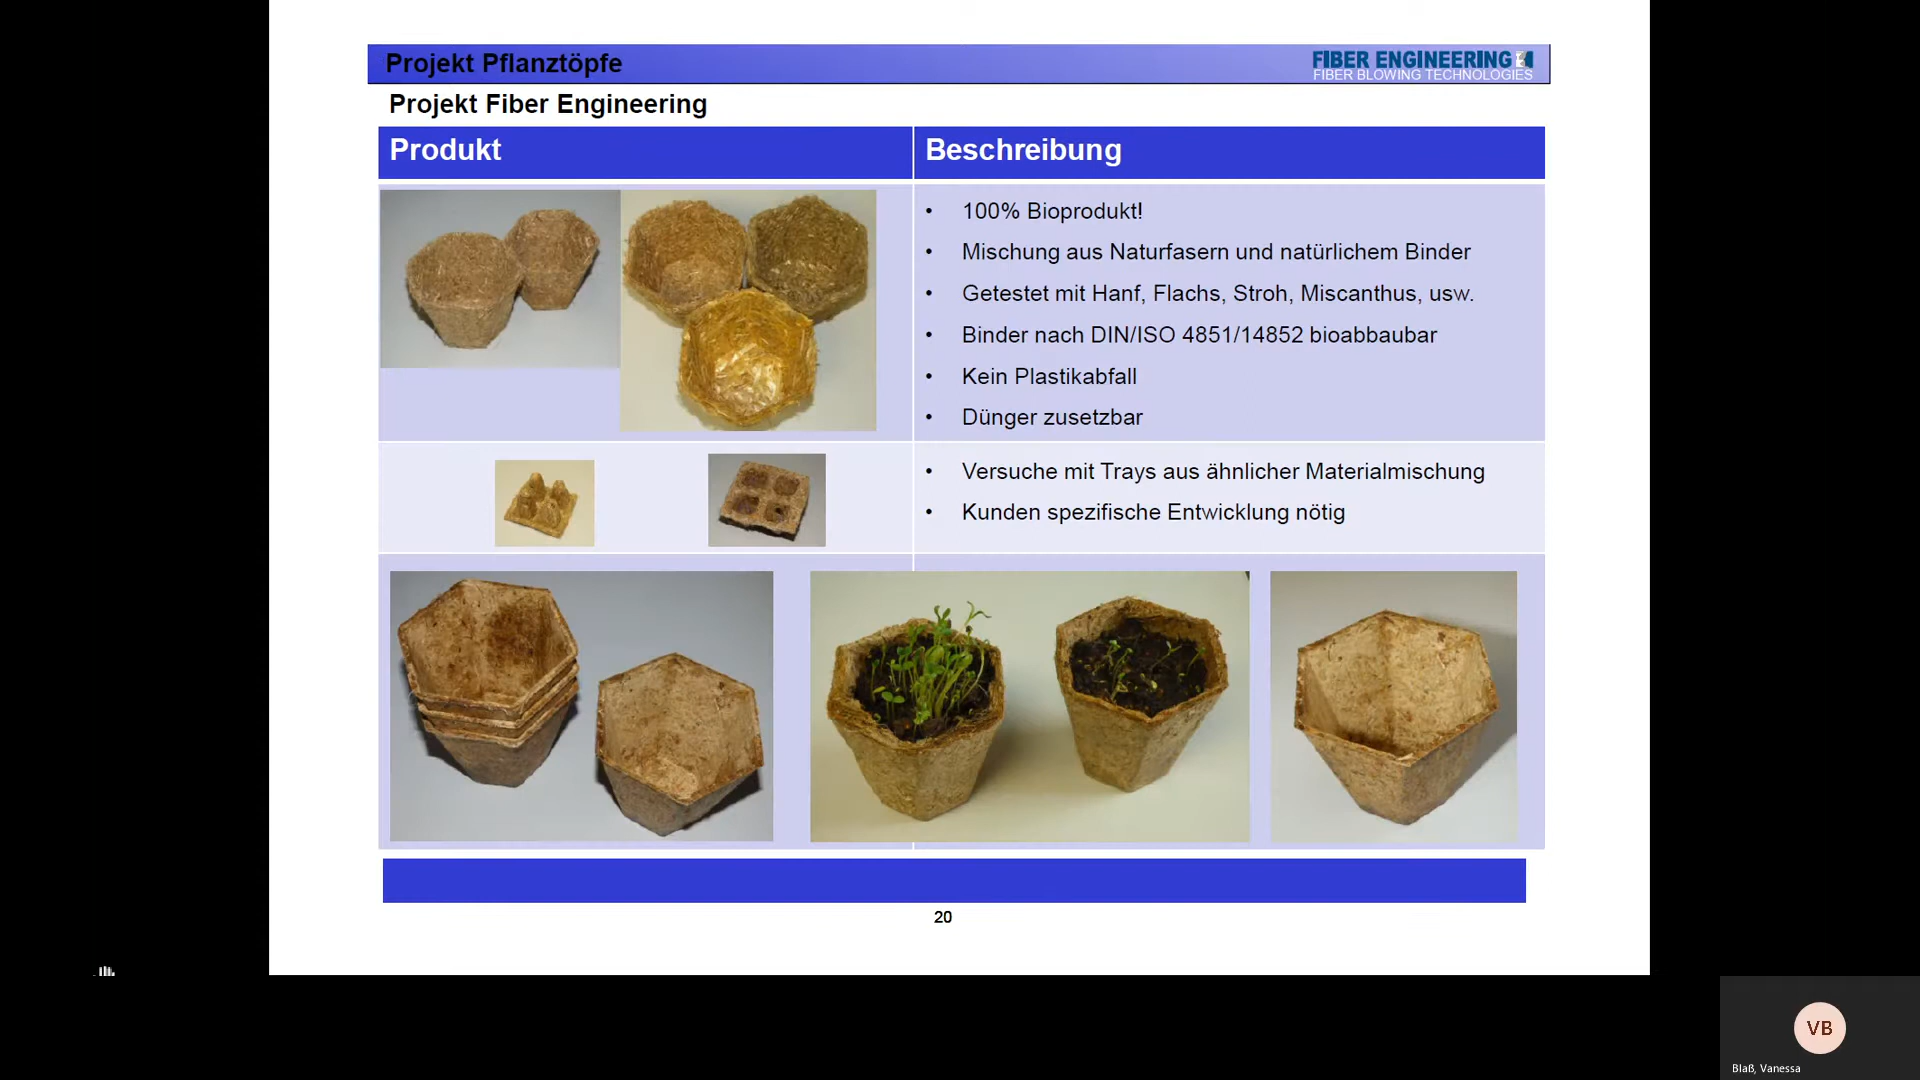 Projekt Pflanztöpfe
FIBER ENGINEERING
FIBER BLOWING TECHNOLOGIES
Projekt Fiber Engineering
Produkt
Beschreibung
• 100% Bioprodukt!
• Mischung aus Naturfasern und natürlichem Binder
• Getestet mit Hanf, Flachs, Stroh, Miscanthus, usw.
• Binder nach DIN/ISO 4851/14852 bioabbaubar
• Kein Plastikabfall
• Dünger zusetzbar
• Versuche mit Trays aus ähnlicher Materialmischung
• Kunden spezifische Entwicklung nötig
20
VB
Blaß, Vanessa